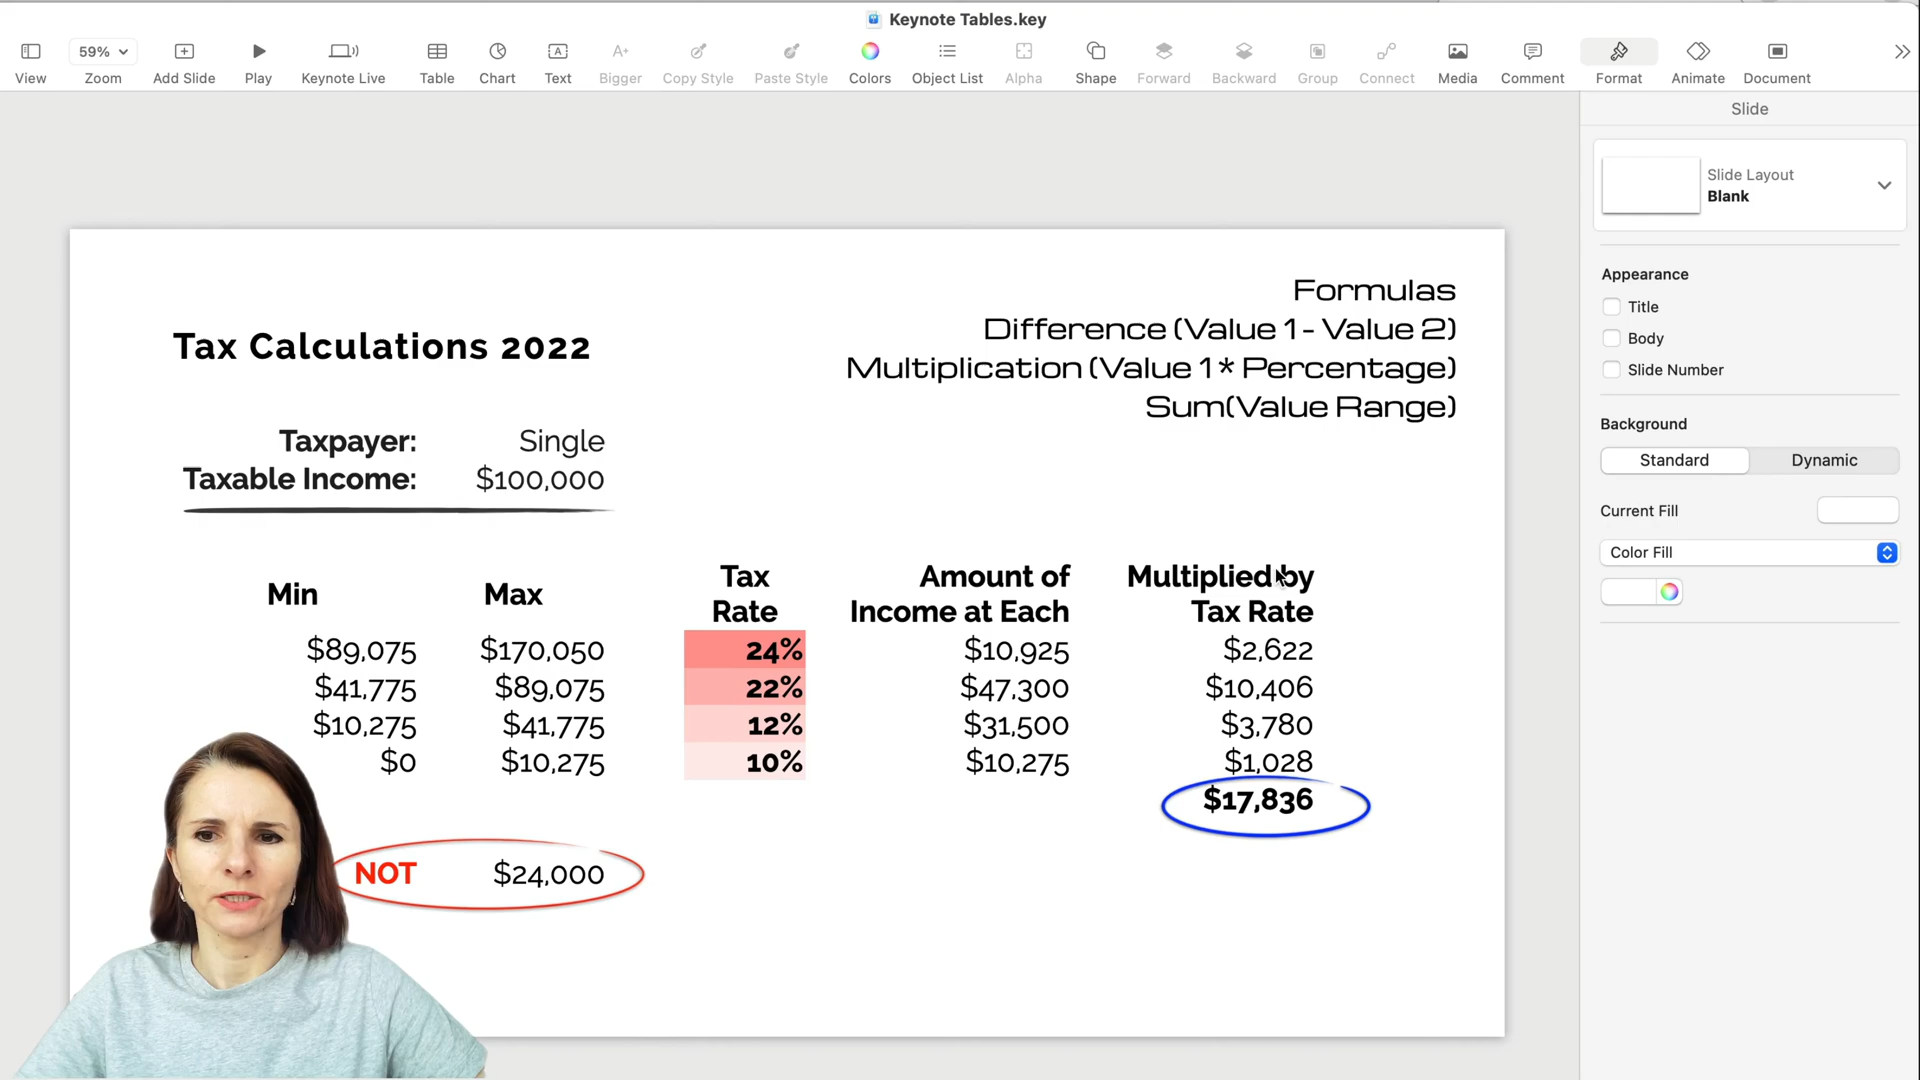 Keynote Tables.key
59%
View Zoom Add Slide Play Keynote Live Table Chart Text Bigger Copy Style Paste Style Colors Object List Alpha Shape Forward Backward Group Connect Media Comment Format Animate Document
Slide
Slide Layout
Blank
Appearance
Title
Body
Slide Number
Background
Standard Dynamic
Current Fill
Color Fill
Formulas
Difference (Value 1 - Value 2)
Multiplication (Value 1 * Percentage)
Sum(Value Range)
Tax Calculations 2022
Taxpayer: Single
Taxable Income: $100,000
Min Max Tax Rate Amount of Income at Each Multiplied by Tax Rate
$89,075 $170,050 24% $10,925 $2,622
$41,775 $89,075 22% $47,300 $10,406
$10,275 $41,775 12% $31,500 $3,780
$0 $10,275 10% $10,275 $1,028
$17,836
NOT $24,000